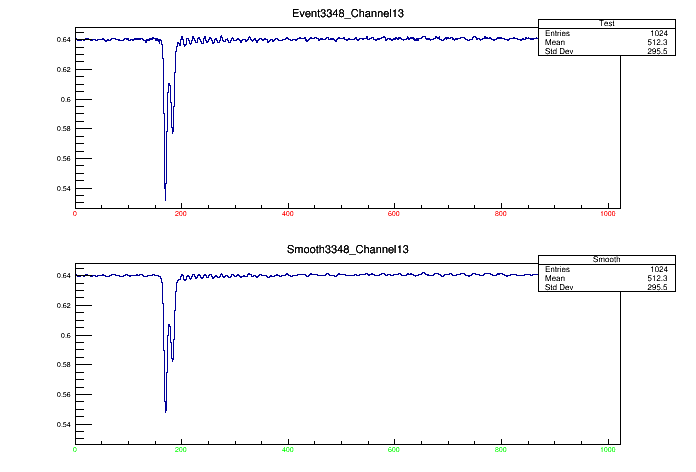 Event3348_Channel13
Test
Entries 1024
Mean 512.3
Std Dev 295.5
0.64
0.62
0.6
0.58
0.56
0.54
0 200 400 600 800 1000
Smooth3348_Channel13
Smooth
Entries 1024
Mean 512.3
Std Dev 295.5
0.64
0.62
0.6
0.58
0.56
0.54
0 200 400 600 800 1000